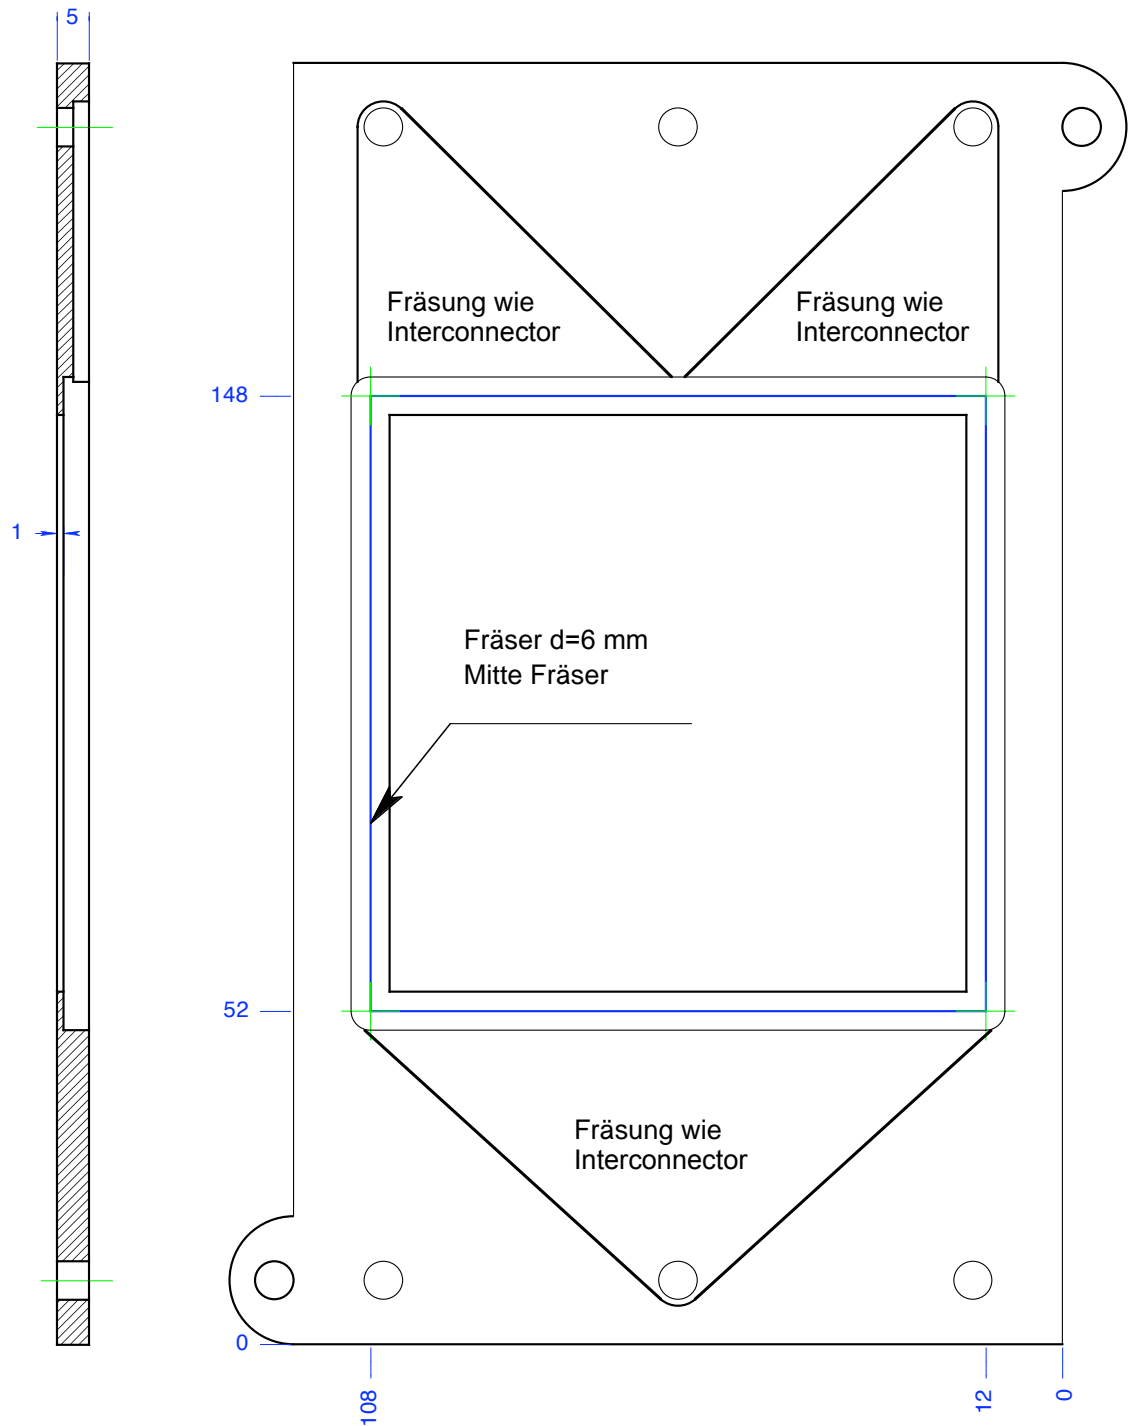 5
Fräsung wie
Interconnector
Fräsung wie
Interconnector
148
1
Fräser d=6 mm
Mitte Fräser
52
Fräsung wie
Interconnector
0
108
12
0